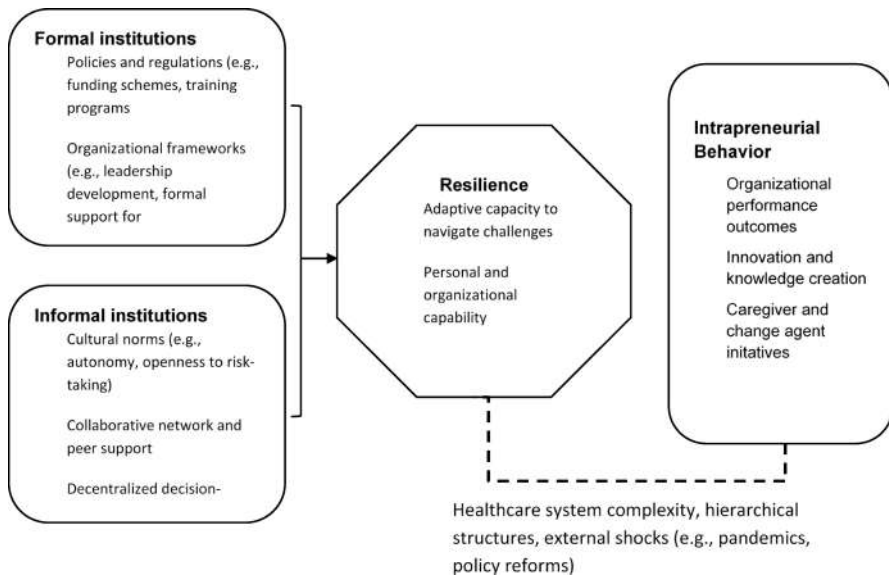 Formal institutions
Policies and regulations (e.g.,
funding schemes, training
programs
Organizational frameworks
(e.g., leadership
development, formal
support for
Informal institutions
Cultural norms (e.g.,
autonomy, openness to risk-
taking)
Collaborative network and
peer support
Decentralized decision-
Resilience
Adaptive capacity to
navigate challenges
Personal and
organizational
capability
Intrapreneurial
Behavior
Organizational
performance
outcomes
Innovation and
knowledge creation
Caregiver and
change agent
initatives
Healthcare system complexity, hierarchical
structures, external shocks (e.g., pandemics,
policy reforms)